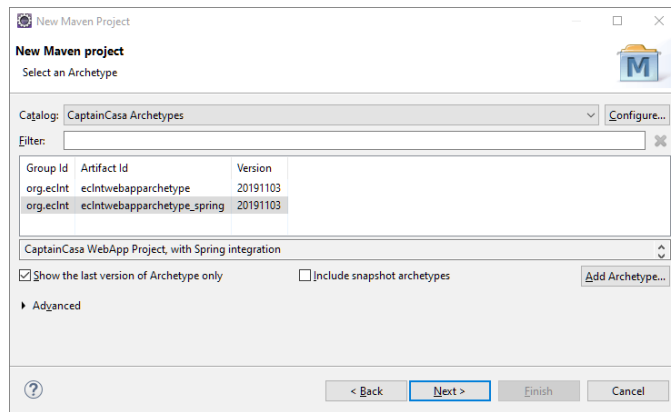 New Maven Project
New Maven project
Select an Archetype
M
Catalog: CaptainCasa Archetypes Configure...
Filter:
Group Id Artifact Id Version
org.eclnt eclntwebapparchetype 20191103
org.eclnt eclntwebapparchetype_spring 20191103
CaptainCasa WebApp Project, with Spring integration
Show the last version of Archetype only Include snapshot archetypes Add Archetype...
Advanced
? < Back Next > Finish Cancel